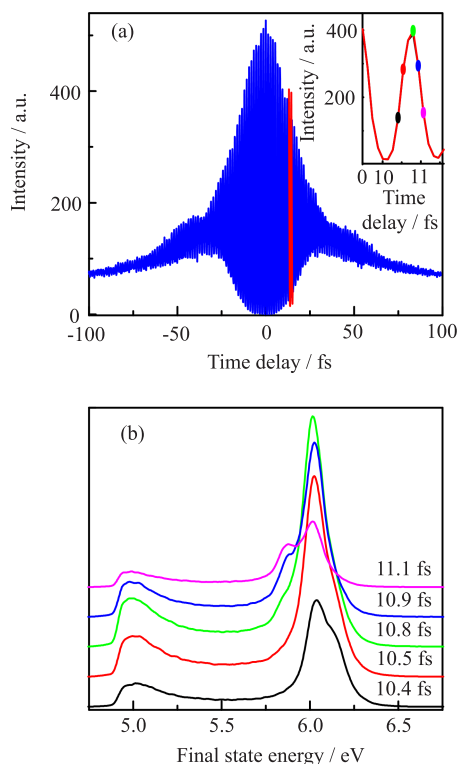 (a)
Intensity / a.u.
400
200
0
-100
-50
0
50
100
Time delay / fs
Intensity / a.u.
400
200
0 10 11
Time
delay / fs
(b)
11.1 fs
10.9 fs
10.8 fs
10.5 fs
10.4 fs
5.0
5.5
6.0
6.5
Final state energy / eV